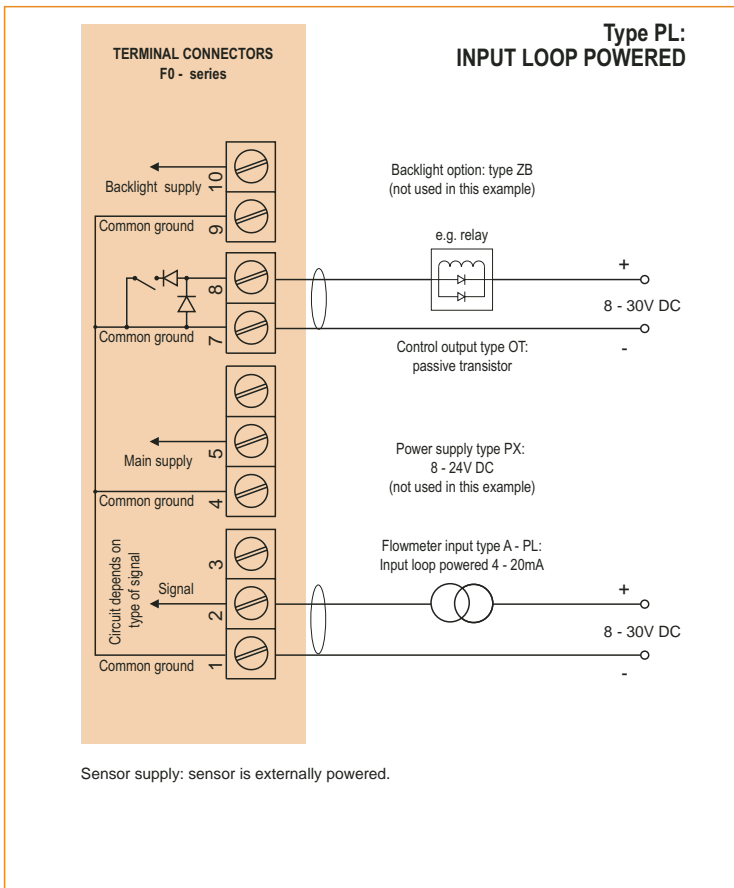 Type PL:
INPUT LOOP POWERED
TERMINAL CONNECTORS
F0 - series
10
Backlight supply
Backlight option: type ZB
(not used in this example)
9
Common ground
e.g. relay
8
+
8 - 30V DC
7
Common ground
-
Control output type OT:
passive transistor
5
Main supply
Power supply type PX:
8 - 24V DC
(not used in this example)
4
Common ground
3
Flowmeter input type A - PL:
Input loop powered 4 - 20mA
Circuit depends on
type of signal
Signal
2
+
8 - 30V DC
1
Common ground
-
Sensor supply: sensor is externally powered.